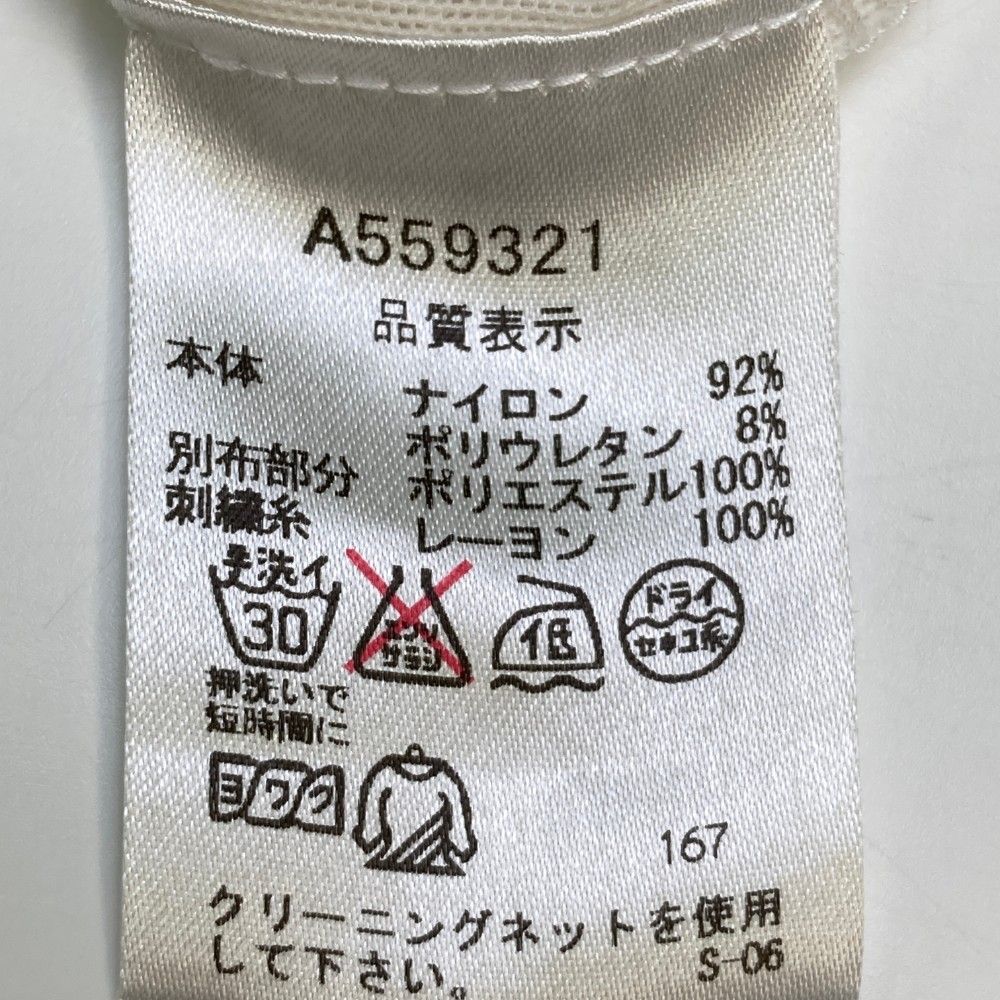 A559321
品質表示
本体 ナイロン 92%
ポリウレタン 8%
別布部分 ポリエステル 100%
刺繍糸 レーヨン 100%
手洗イ 30
エンソサラシ
低
ドライ セキユ系
押洗いで
短時間に
ヨワク
167
クリーニングネットを使用
して下さい。 S-06